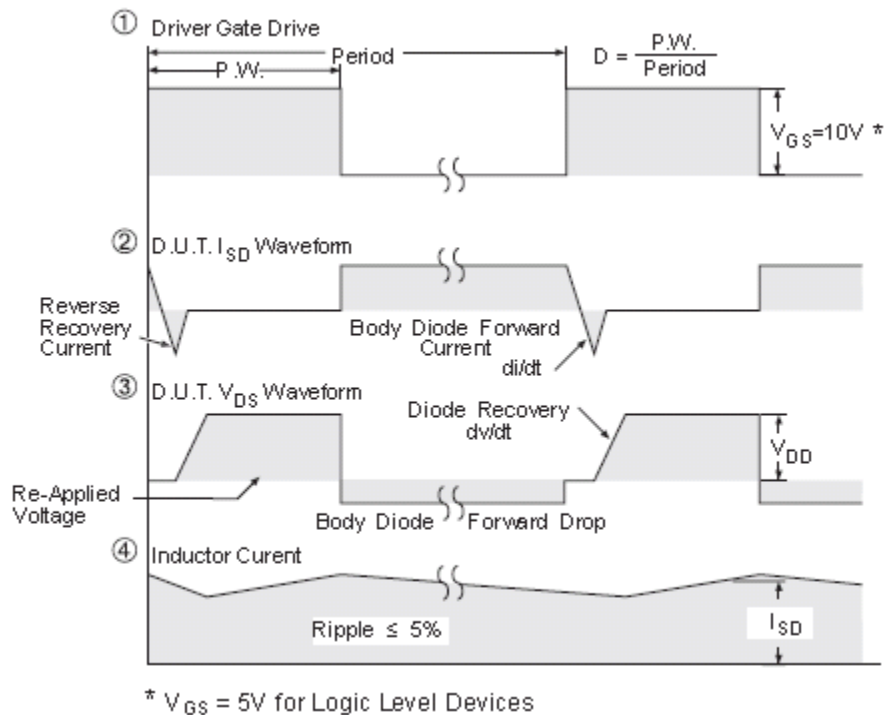 ① Driver Gate Drive
P.W.
Period
D = P.W. / Period
V_GS=10V *
② D.U.T. I_SD Waveform
Reverse
Recovery
Current
Body Diode Forward
Current
di/dt
③ D.U.T. V_DS Waveform
Diode Recovery
dv/dt
V_DD
Re-Applied
Voltage
Body Diode Forward Drop
④ Inductor Curent
Ripple ≤ 5%
I_SD
* V_GS = 5V for Logic Level Devices